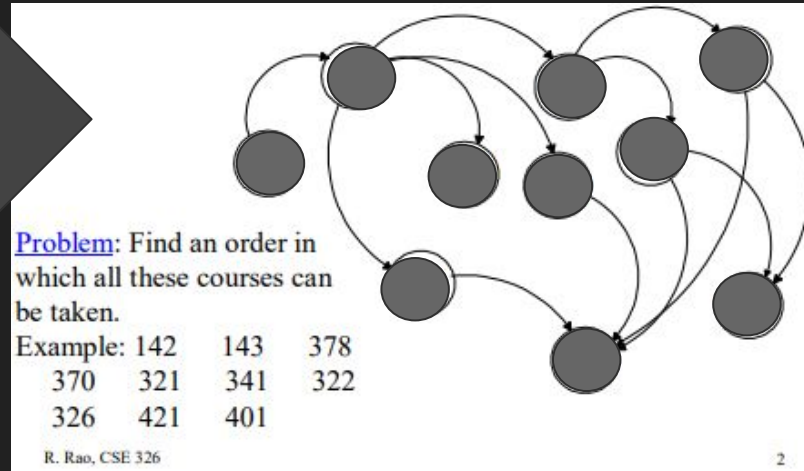 Problem: Find an order in
which all these courses can
be taken.
Example: 142 143 378
370 321 341 322
326 421 401
R. Rao, CSE 326
2